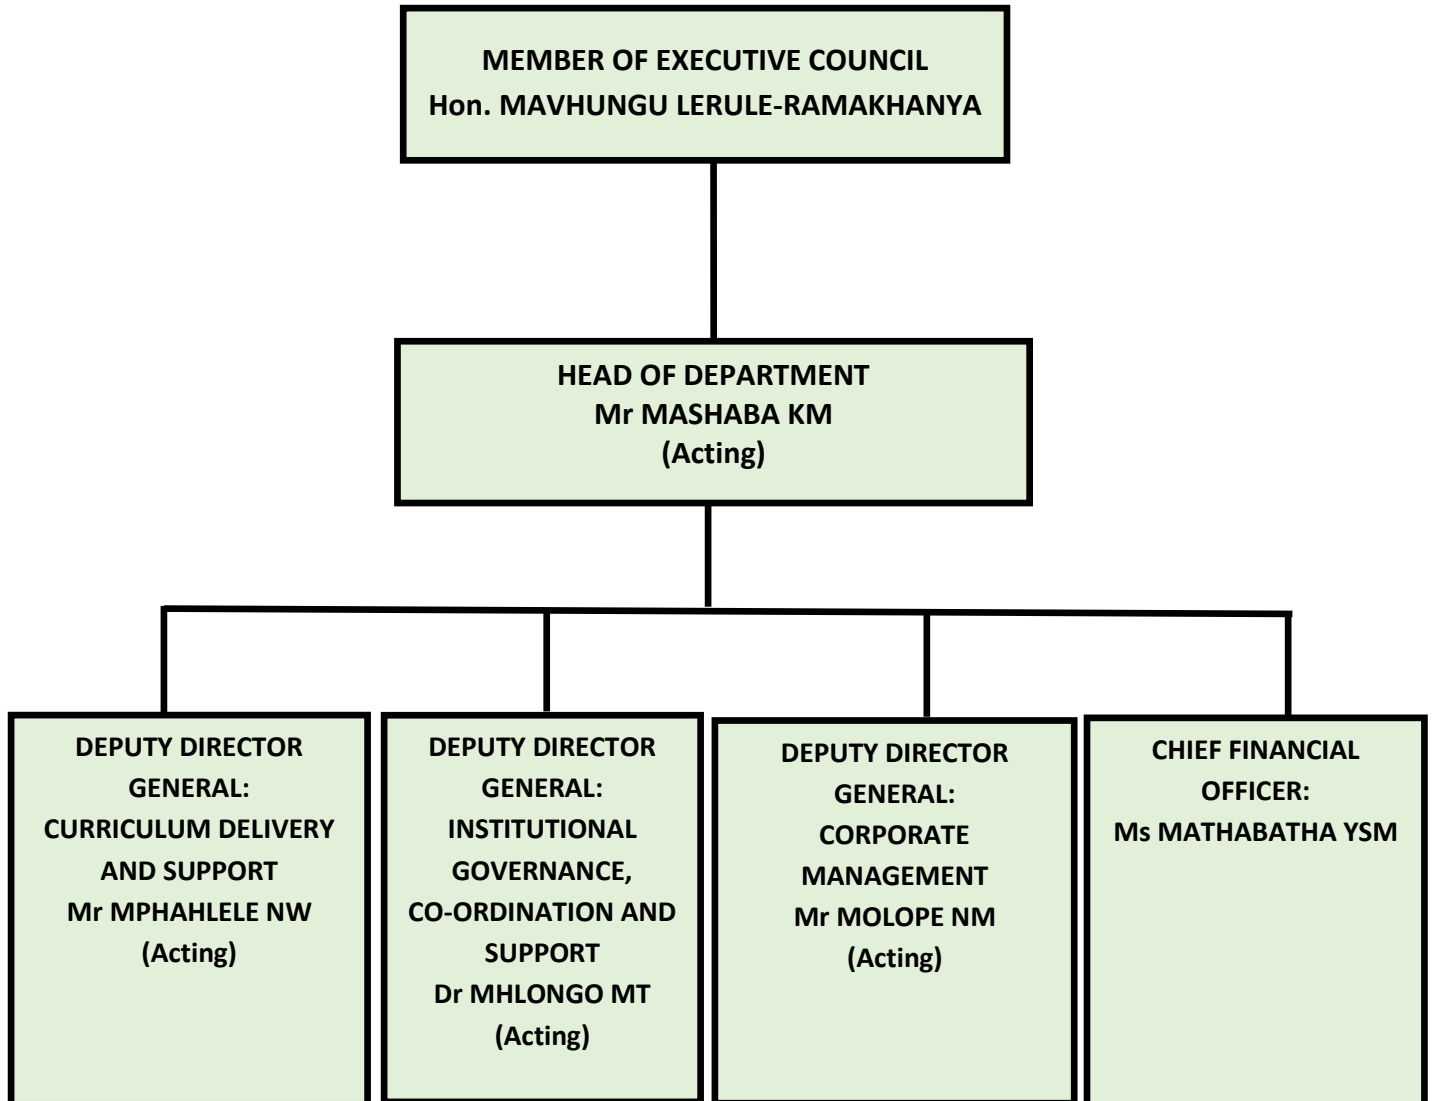 MEMBER OF EXECUTIVE COUNCIL
Hon. MAVHUNGU LERULE-RAMAKHANYA
HEAD OF DEPARTMENT
Mr MASHABA KM
(Acting)
DEPUTY DIRECTOR
GENERAL:
CURRICULUM DELIVERY
AND SUPPORT
Mr MPHAHLELE NW
(Acting)
DEPUTY DIRECTOR
GENERAL:
INSTITUTIONAL
GOVERNANCE,
CO-ORDINATION AND
SUPPORT
Dr MHLONGO MT
(Acting)
DEPUTY DIRECTOR
GENERAL:
CORPORATE
MANAGEMENT
Mr MOLOPE NM
(Acting)
CHIEF FINANCIAL
OFFICER:
Ms MATHABATHA YSM